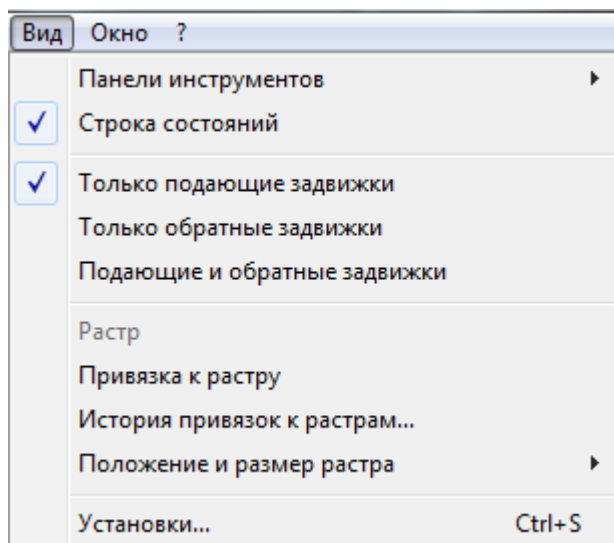 Вид Окно ?
Панели инструментов
Строка состояний
Только подающие задвижки
Только обратные задвижки
Подающие и обратные задвижки
Растр
Привязка к растру
История привязок к растрам...
Положение и размер растра
Установки... Ctrl+S